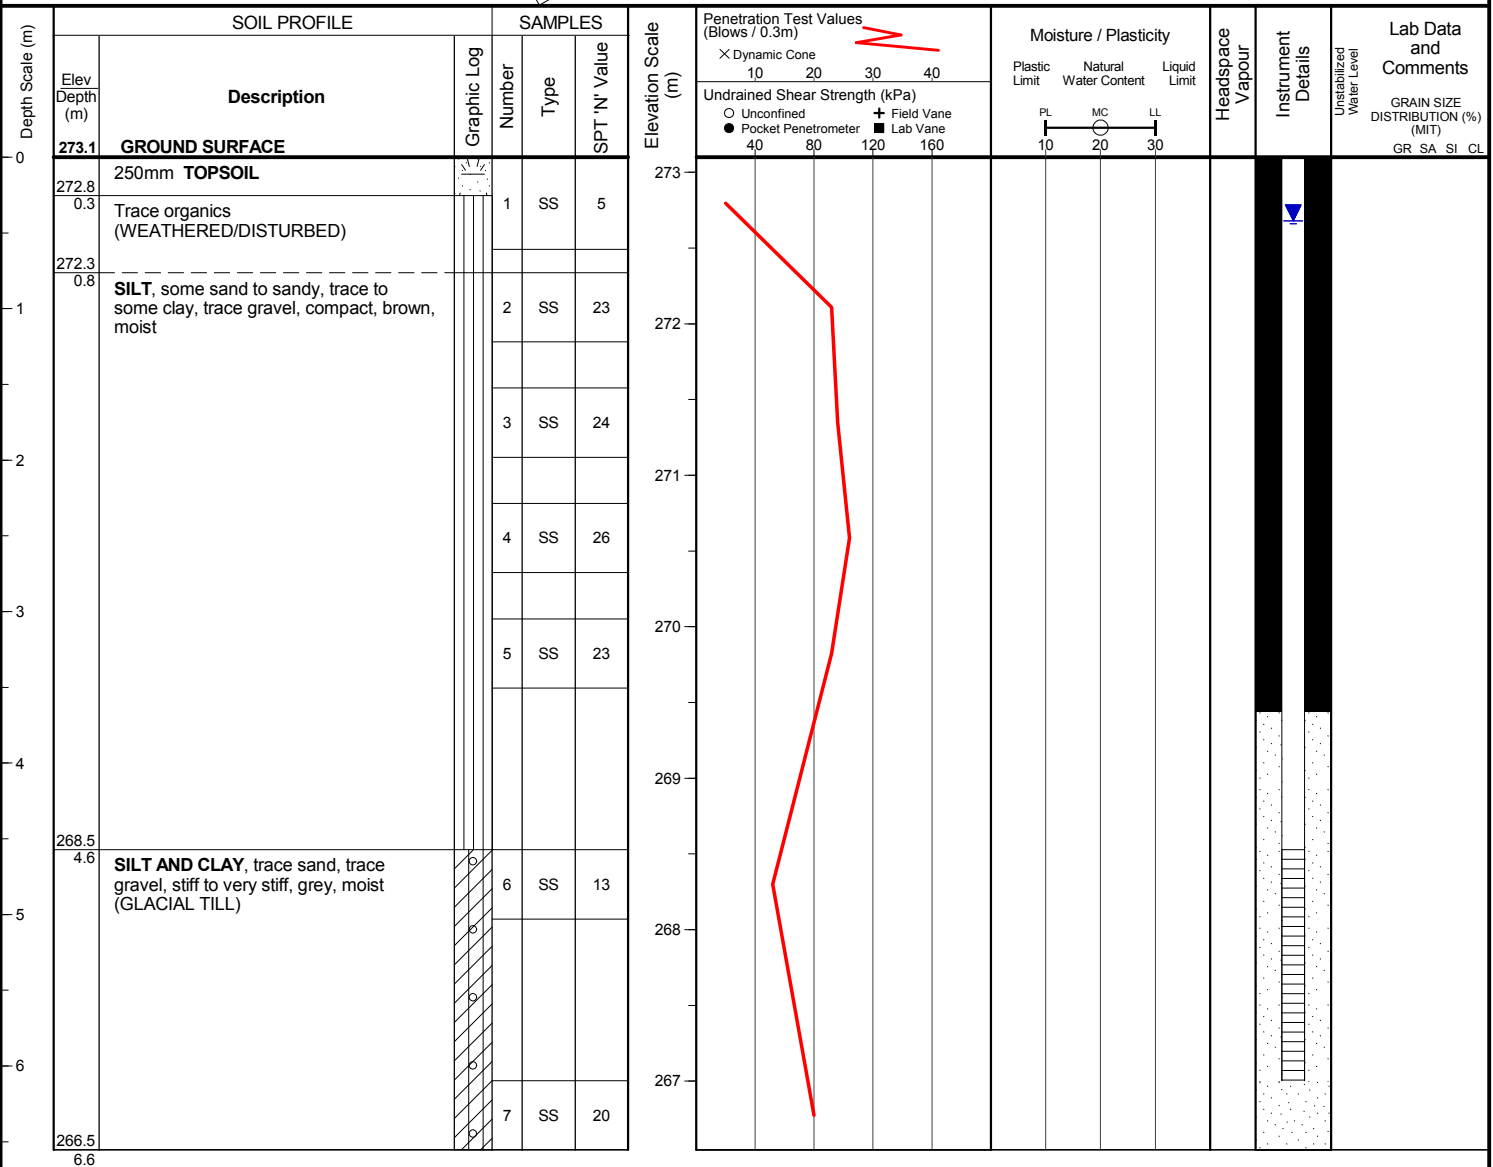 SOIL PROFILE
SAMPLES
Depth Scale (m)
Elev
Depth
(m)
Description
Graphic Log
Number
Type
SPT 'N' Value
Elevation Scale
(m)
Penetration Test Values
(Blows / 0.3m)
× Dynamic Cone
10 20 30 40
Undrained Shear Strength (kPa)
Unconfined
Field Vane
Pocket Penetrometer
Lab Vane
40 80 120 160
Moisture / Plasticity
Plastic
Limit
Natural
Water Content
Liquid
Limit
PL MC LL
10 20 30
Headspace
Vapour
Instrument
Details
Unstabilized
Water Level
Lab Data
and
Comments
GRAIN SIZE
DISTRIBUTION (%)
(MIT)
GR SA SI CL
273.1 GROUND SURFACE
0
250mm TOPSOIL
272.8
0.3
Trace organics
(WEATHERED/DISTURBED)
1 SS 5
272.3
0.8
SILT, some sand to sandy, trace to
some clay, trace gravel, compact, brown,
moist
2 SS 23
3 SS 24
4 SS 26
5 SS 23
268.5
4.6
SILT AND CLAY, trace sand, trace
gravel, stiff to very stiff, grey, moist
(GLACIAL TILL)
6 SS 13
7 SS 20
266.5
6.6
1
2
3
4
5
6
273
272
271
270
269
268
267